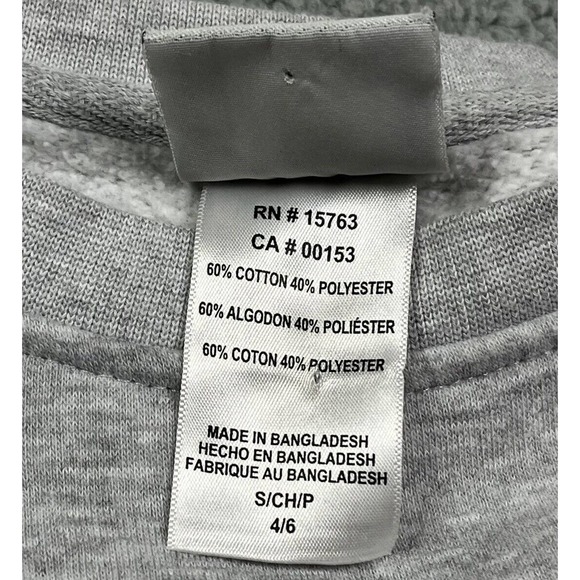 RN # 15763
CA # 00153
60% COTTON 40% POLYESTER
60% ALGODON 40% POLIÉSTER
60% COTON 40% POLYESTER
MADE IN BANGLADESH
HECHO EN BANGLADESH
FABRIQUE AU BANGLADESH
S/CH/P
4/6